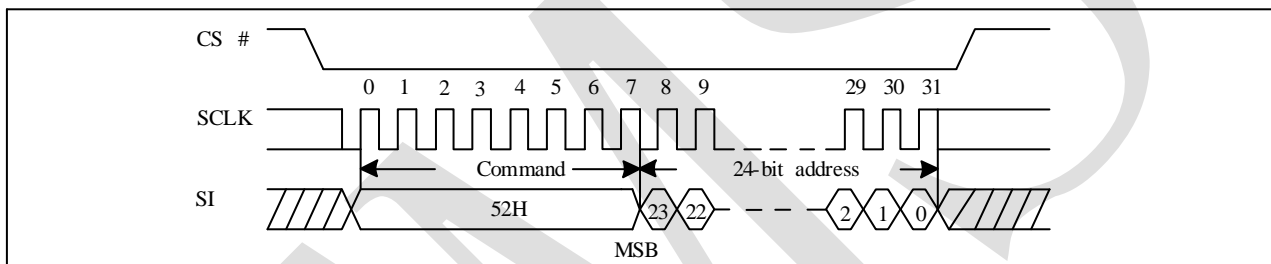 CS #
0 1 2 3 4 5 6 7 8 9 29 30 31
SCLK
Command 24-bit address
SI
52H 23 22 2 1 0
MSB